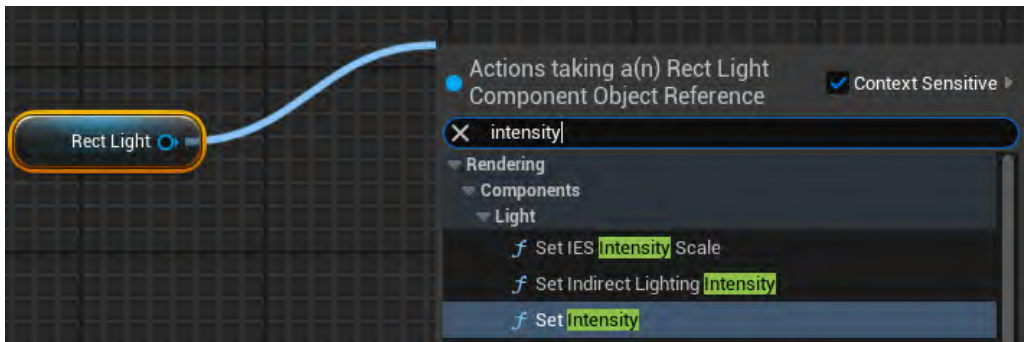 Actions taking a(n) Rect Light
Component Object Reference
Context Sensitive
Rect Light
intensity
Rendering
Components
Light
f Set IES Intensity Scale
f Set Indirect Lighting Intensity
f Set Intensity